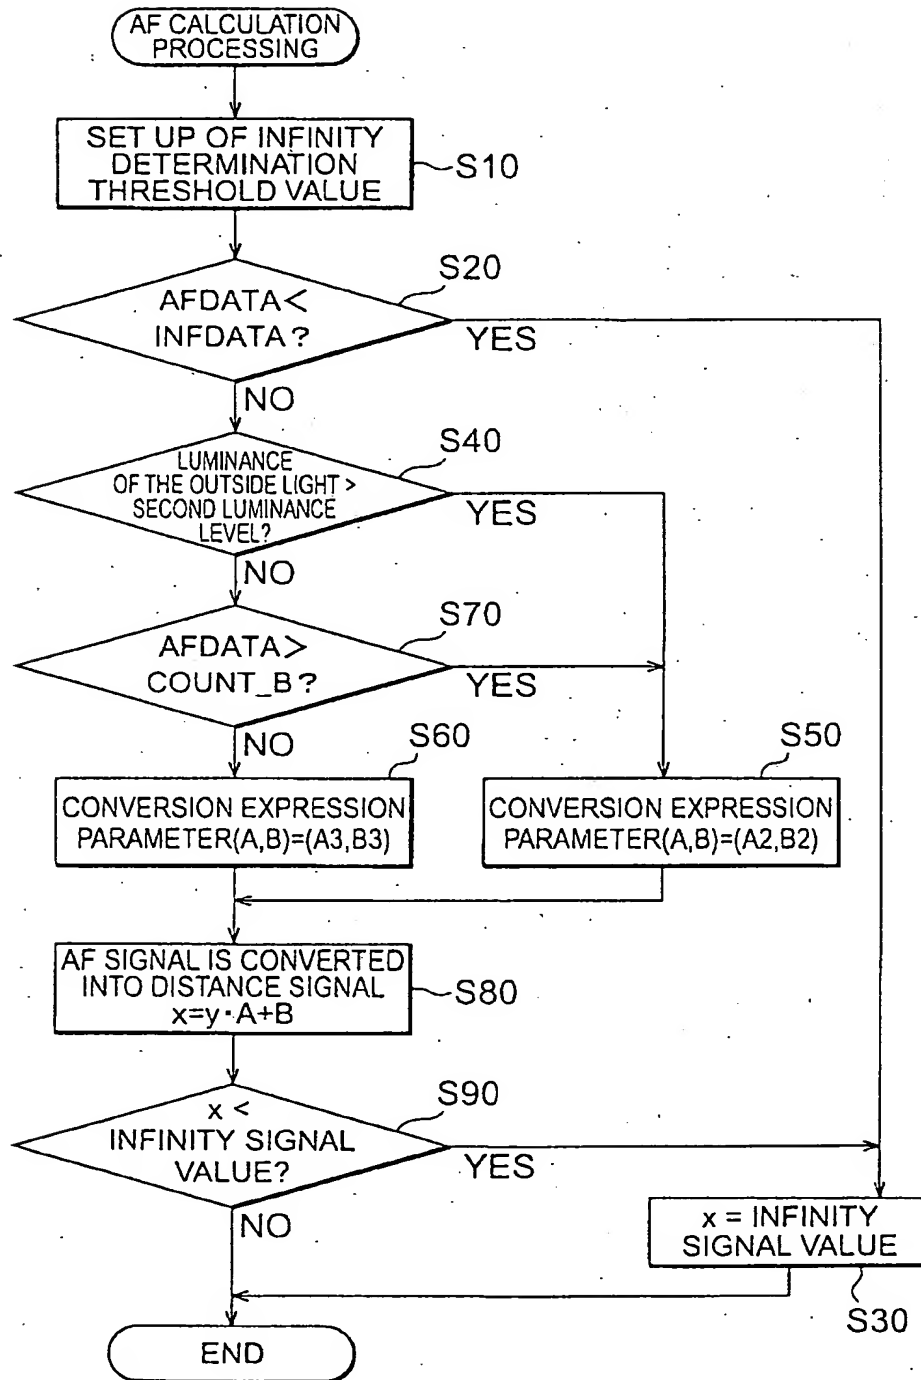 AF CALCULATION
PROCESSING
SET UP OF INFINITY
DETERMINATION
THRESHOLD VALUE
S10
S20
AFDATA<
INFDATA?
YES
NO
S40
LUMINANCE
OF THE OUTSIDE LIGHT >
SECOND LUMINANCE
LEVEL?
YES
NO
S70
AFDATA>
COUNT_B?
YES
NO
S60
S50
CONVERSION EXPRESSION
PARAMETER(A,B)=(A3,B3)
CONVERSION EXPRESSION
PARAMETER(A,B)=(A2,B2)
AF SIGNAL IS CONVERTED
INTO DISTANCE SIGNAL
x=y·A+B
S80
S90
x <
INFINITY SIGNAL
VALUE?
YES
NO
x = INFINITY
SIGNAL VALUE
S30
END